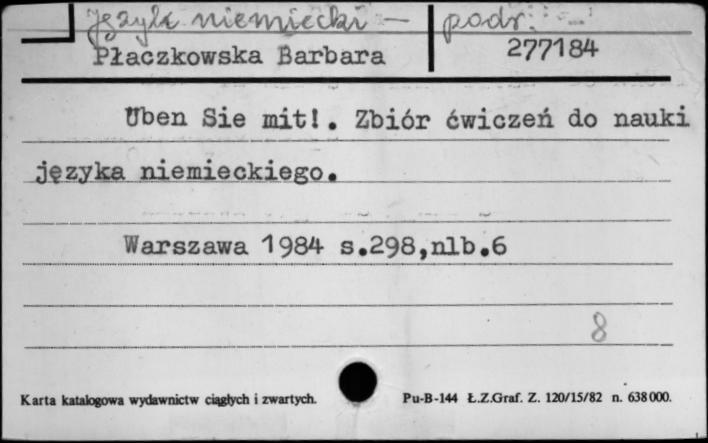 język niemiecki — podr.
Płaczkowska Barbara 277184
Uben Sie mit!. Zbiór ćwiczeń do nauki
języka niemieckiego.
Warszawa 1984 s.298,nlb.6
8
Karta katalogowa wydawnictw ciągłych i zwartych. Pu-B-144 Ł.Z.Graf. Z. 120/15/82 n. 638000.